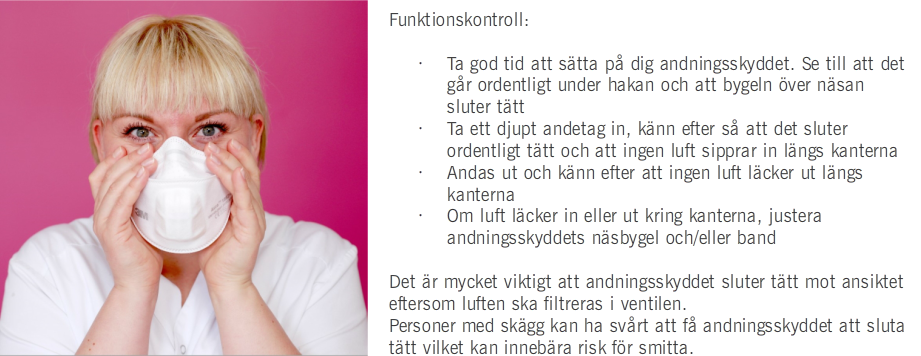 Funktionskontroll:
· Ta god tid att sätta på dig andningsskyddet. Se till att det
går ordentligt under hakan och att bygeln över näsan
sluter tätt
· Ta ett djupt andetag in, känn efter så att det sluter
ordentligt tätt och att ingen luft sipprar in längs kanterna
· Andas ut och känn efter att ingen luft läcker ut längs
kanterna
· Om luft läcker in eller ut kring kanterna, justera
andningsskyddets näsbygel och/eller band
Det är mycket viktigt att andningsskyddet sluter tätt mot ansiktet
eftersom luften ska filtreras i ventilen.
Personer med skägg kan ha svårt att få andningsskyddet att sluta
tätt vilket kan innebära risk för smitta.